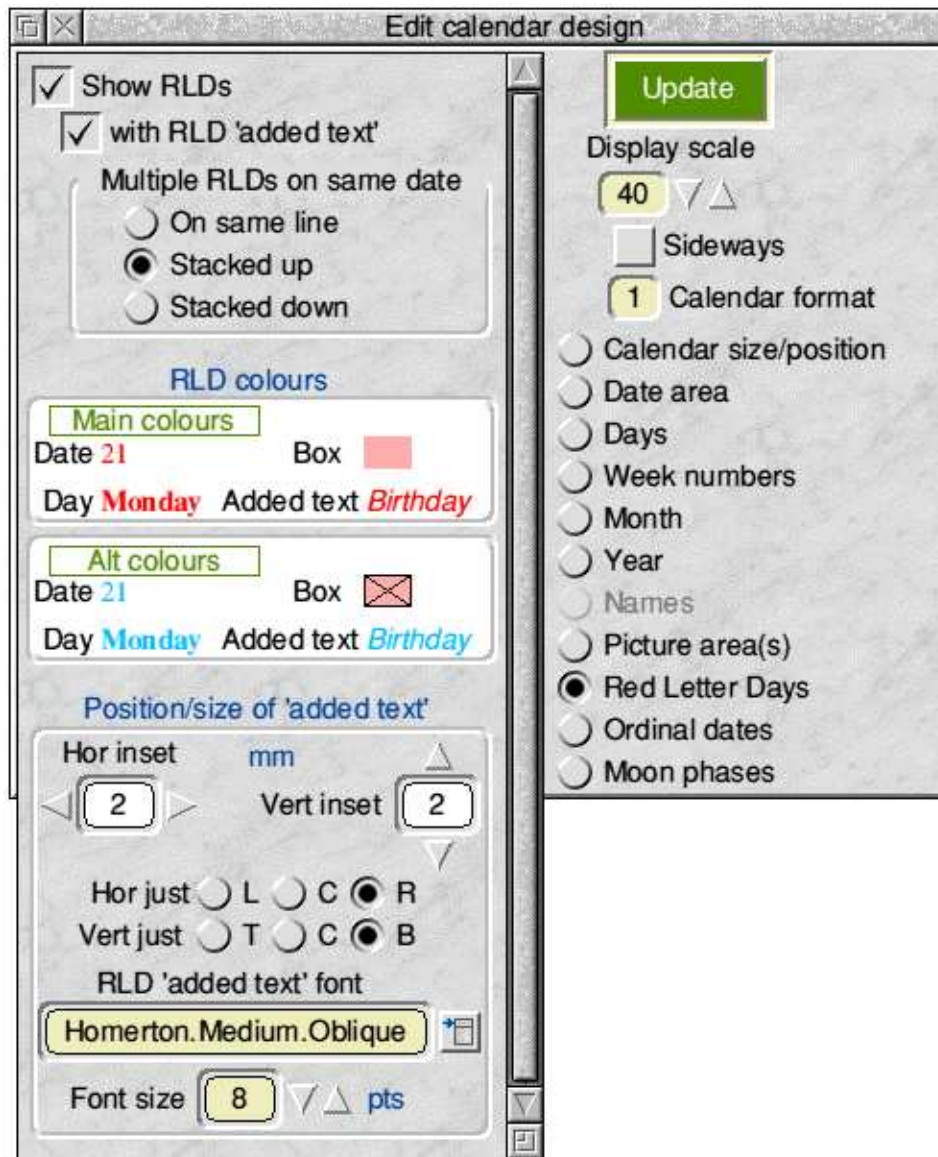 Edit calendar design
Show RLDs
with RLD 'added text'
Multiple RLDs on same date
On same line
Stacked up
Stacked down
RLD colours
Main colours
Date 21 Box
Day Monday Added text Birthday
Alt colours
Date 21 Box
Day Monday Added text Birthday
Position/size of 'added text'
Hor inset mm
2 Vert inset 2
Hor just L C R
Vert just T C B
RLD 'added text' font
Homerton.Medium.Oblique
Font size 8 pts
Update
Display scale
40
Sideways
1 Calendar format
Calendar size/position
Date area
Days
Week numbers
Month
Year
Names
Picture area(s)
Red Letter Days
Ordinal dates
Moon phases